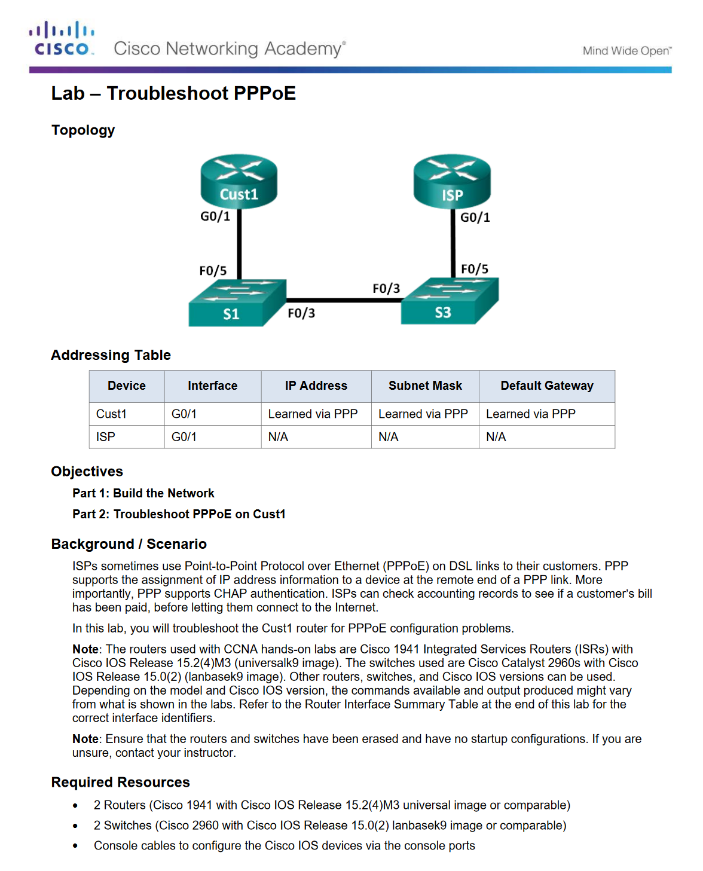 CISCO
Cisco Networking Academy®
Mind Wide Open™
Lab – Troubleshoot PPPoE
Topology
Cust1
ISP
G0/1
G0/1
F0/5
F0/5
F0/3
S1
F0/3
S3
Addressing Table
Device Interface IP Address Subnet Mask Default Gateway
Cust1 G0/1 Learned via PPP Learned via PPP Learned via PPP
ISP G0/1 N/A N/A N/A
Objectives
Part 1: Build the Network
Part 2: Troubleshoot PPPoE on Cust1
Background / Scenario
ISPs sometimes use Point-to-Point Protocol over Ethernet (PPPoE) on DSL links to their customers. PPP
supports the assignment of IP address information to a device at the remote end of a PPP link. More
importantly, PPP supports CHAP authentication. ISPs can check accounting records to see if a customer's bill
has been paid, before letting them connect to the Internet.
In this lab, you will troubleshoot the Cust1 router for PPPoE configuration problems.
Note: The routers used with CCNA hands-on labs are Cisco 1941 Integrated Services Routers (ISRs) with
Cisco IOS Release 15.2(4)M3 (universalk9 image). The switches used are Cisco Catalyst 2960s with Cisco
IOS Release 15.0(2) (lanbasek9 image). Other routers, switches, and Cisco IOS versions can be used.
Depending on the model and Cisco IOS version, the commands available and output produced might vary
from what is shown in the labs. Refer to the Router Interface Summary Table at the end of this lab for the
correct interface identifiers.
Note: Ensure that the routers and switches have been erased and have no startup configurations. If you are
unsure, contact your instructor.
Required Resources
• 2 Routers (Cisco 1941 with Cisco IOS Release 15.2(4)M3 universal image or comparable)
• 2 Switches (Cisco 2960 with Cisco IOS Release 15.0(2) lanbasek9 image or comparable)
• Console cables to configure the Cisco IOS devices via the console ports